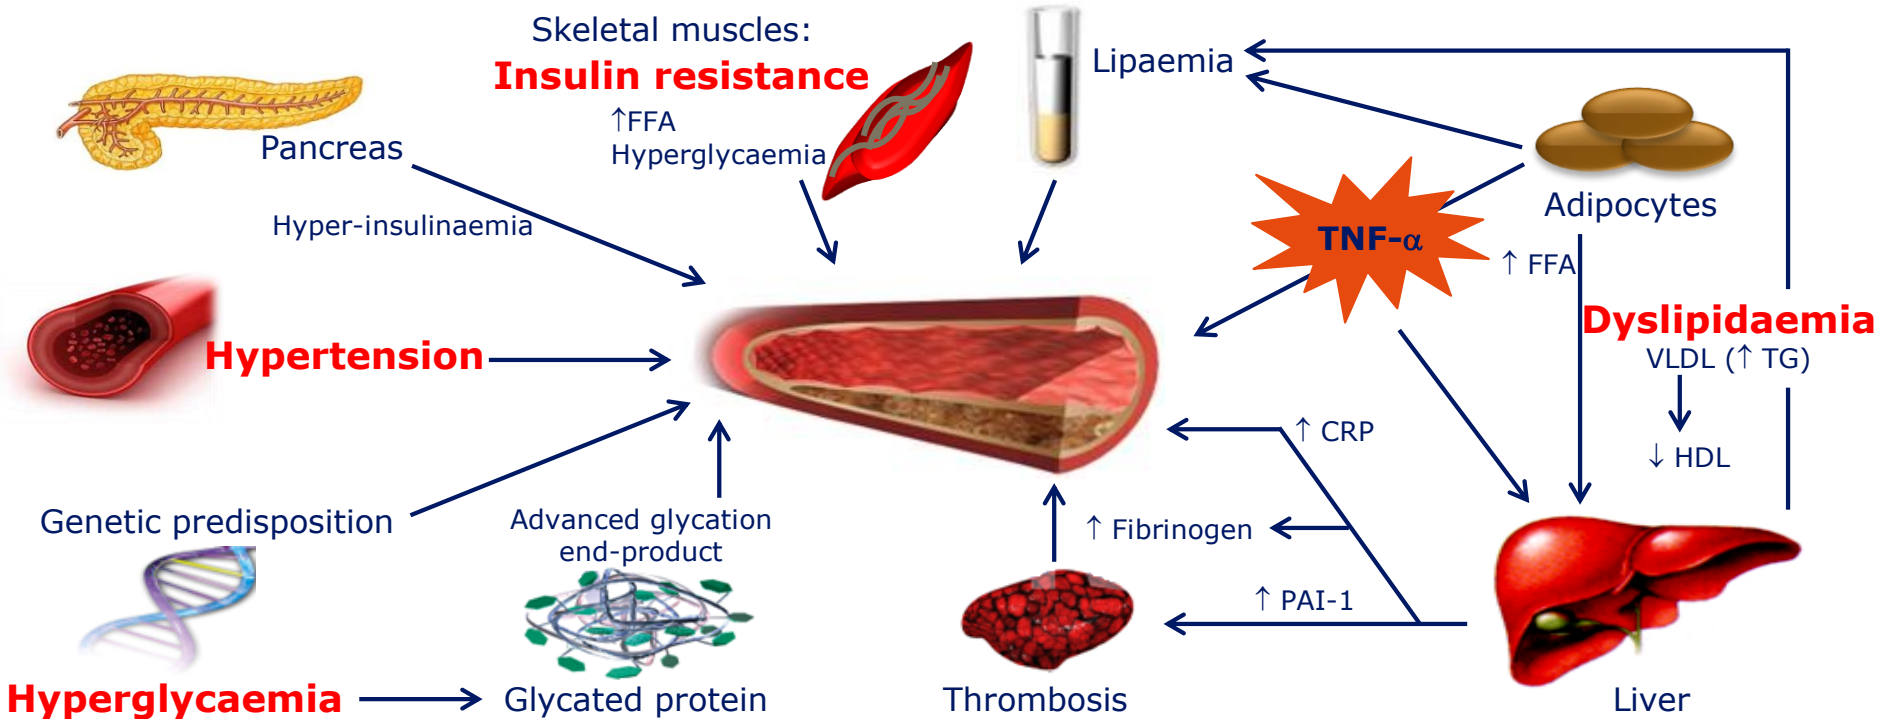 Skeletal muscles:
Insulin resistance
↑FFA
Hyperglycaemia
Lipaemia
Pancreas
Hyper-insulinaemia
Adipocytes
TNF-α
↑ FFA
Hypertension
Dyslipidaemia
VLDL (↑ TG)
↓ HDL
↑ CRP
Genetic predisposition
Advanced glycation
end-product
↑ Fibrinogen
↑ PAI-1
Hyperglycaemia
Glycated protein
Thrombosis
Liver